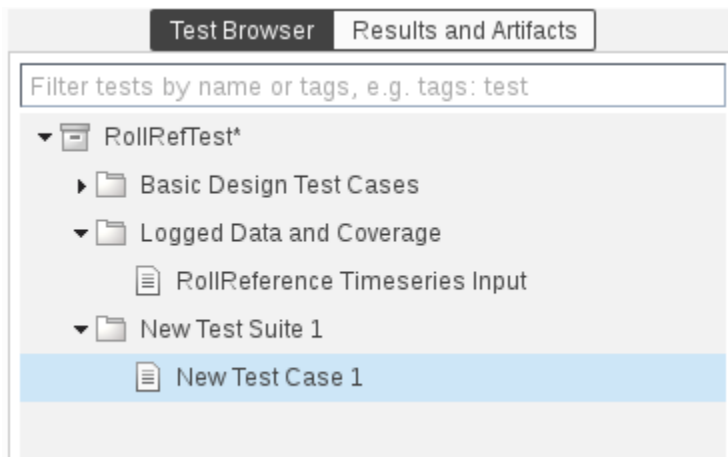 Test Browser Results and Artifacts
Filter tests by name or tags, e.g. tags: test
RollRefTest*
Basic Design Test Cases
Logged Data and Coverage
RollReference Timeseries Input
New Test Suite 1
New Test Case 1